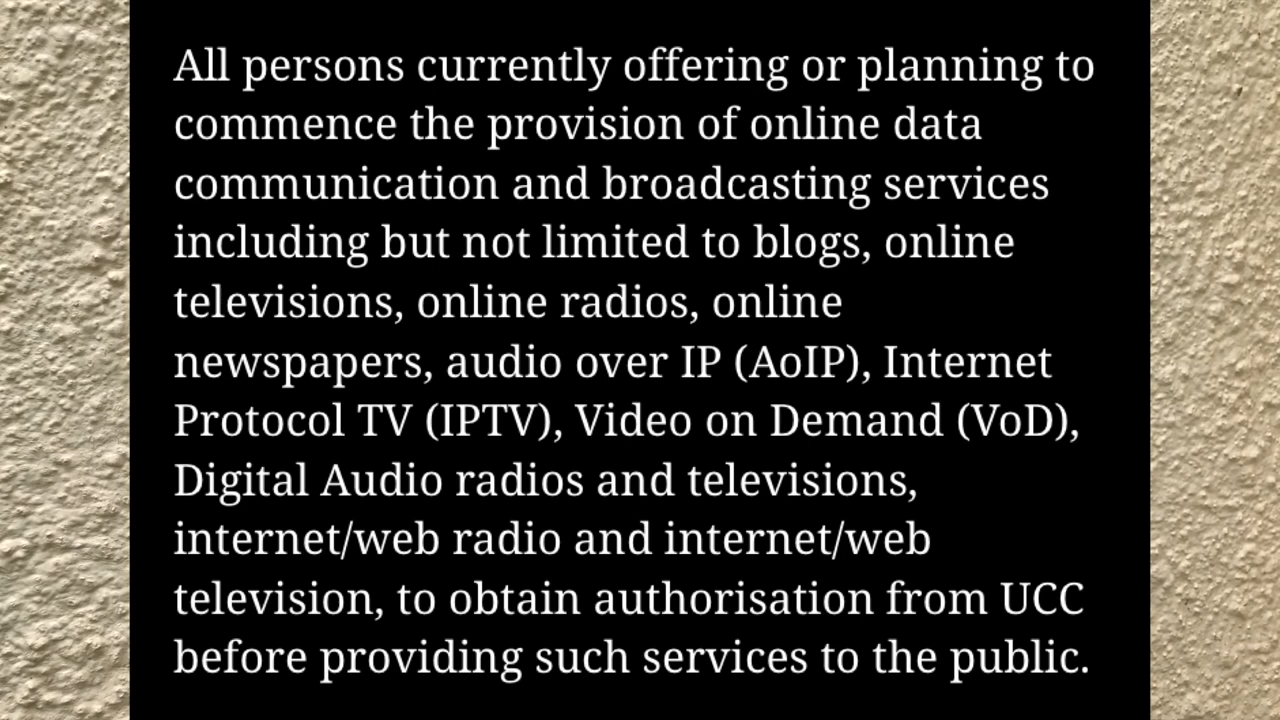 All persons currently offering or planning to
commence the provision of online data
communication and broadcasting services
including but not limited to blogs, online
televisions, online radios, online
newspapers, audio over IP (AoIP), Internet
Protocol TV (IPTV), Video on Demand (VoD),
Digital Audio radios and televisions,
internet/web radio and internet/web
television, to obtain authorisation from UCC
before providing such services to the public.